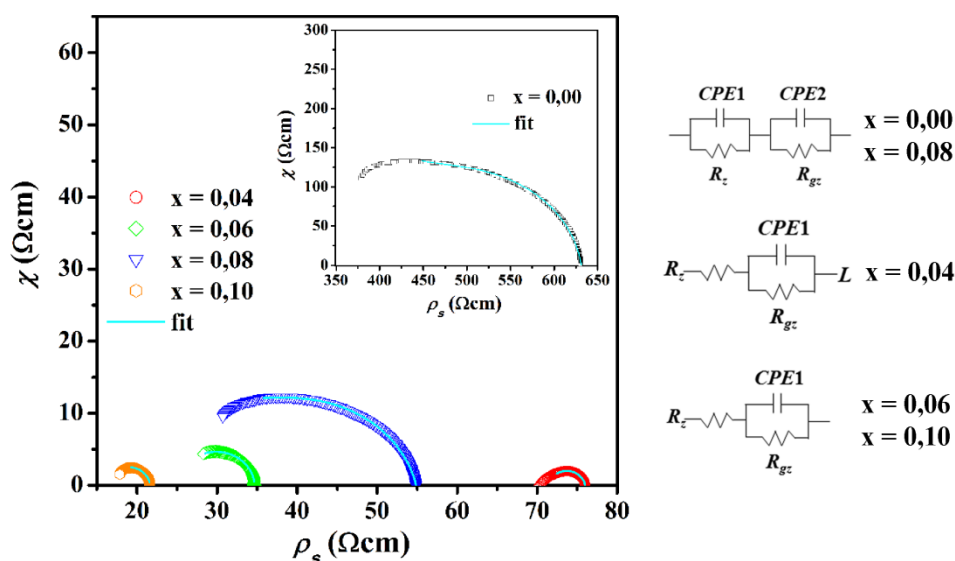 χ (Ωcm)
60
50
40
30
20
10
0
20
30
40
50
60
70
80
ρs (Ωcm)
x = 0,04
x = 0,06
x = 0,08
x = 0,10
fit
χ (Ωcm)
300
250
200
150
100
50
0
350
400
450
500
550
600
650
ρs (Ωcm)
x = 0,00
fit
CPE1 CPE2
Rz Rgz
x = 0,00
x = 0,08
CPE1
Rz L x = 0,04
Rgz
CPE1
Rz
Rgz
x = 0,06
x = 0,10